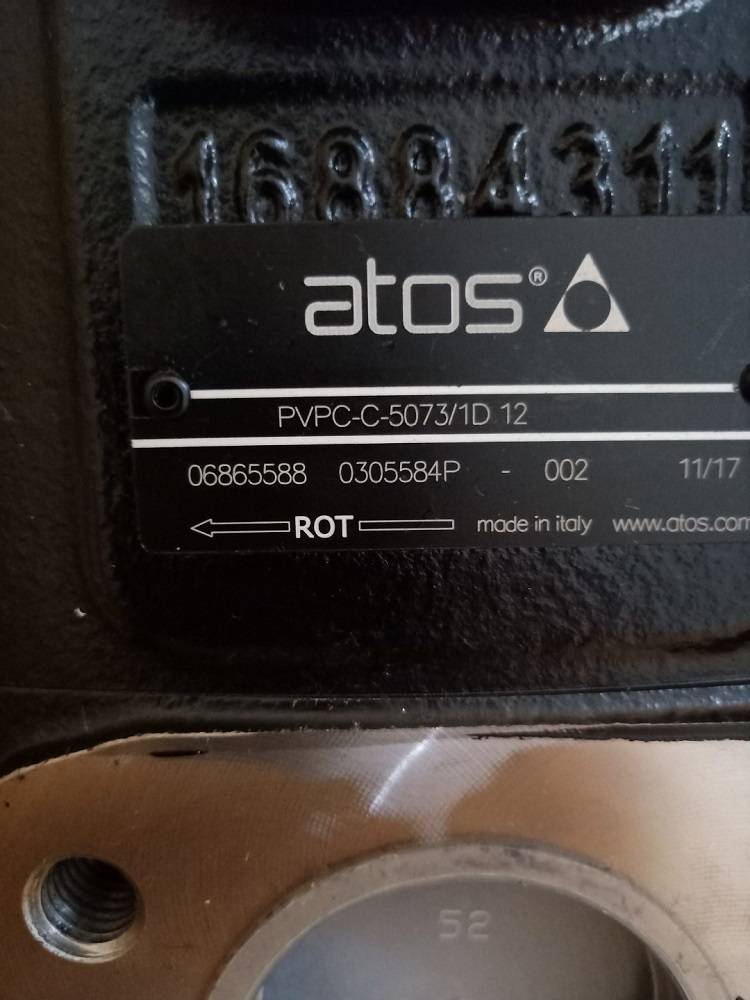 16884311
atos®
PVPC-C-5073/1D 12
06865588 0305584P - 002 11/17
ROT made in italy www.atos.com
52